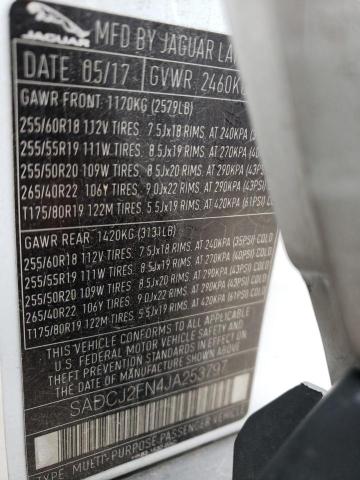 JAGUAR
MFD BY JAGUAR
DATE 05/17 GVWR 2460KG
GAWR FRONT: 1170KG (2579LB)
255/60R18 112V TIRES. 7.5Jx18 RIMS. AT 240KPA
255/55R19 111W TIRES. 8.5Jx19 RIMS. AT 270KPA
255/50R20 109W TIRES. 8.5Jx20 RIMS. AT 290KPA (43PSI)
265/40R22 106Y TIRES. 9.0Jx22 RIMS. AT 290KPA (43PSI)
T175/80R19 122M TIRES. 5.5Jx19 RIMS. AT 420KPA (61PSI)
GAWR REAR: 1420KG (3131LB)
255/60R18 112V TIRES. 7.5Jx18 RIMS. AT 240KPA (35PSI) COLD
255/55R19 111W TIRES. 8.5Jx19 RIMS. AT 270KPA (40PSI) COLD
255/50R20 109W TIRES. 8.5Jx20 RIMS. AT 290KPA (43PSI) COLD
265/40R22 106Y TIRES. 9.0Jx22 RIMS. AT 290KPA (43PSI) COLD
T175/80R19 122M TIRES. 5.5Jx19 RIMS. AT 420KPA (61PSI) COLD
THIS VEHICLE CONFORMS TO ALL APPLICABLE
U.S. FEDERAL MOTOR VEHICLE SAFETY
IN EFFECT ON THE DATE OF MANUFACTURE SHOWN ABOVE
SADCJ2FN4JA253797
TYPE: MULTI-PURPOSE PASSENGER VEHICLE